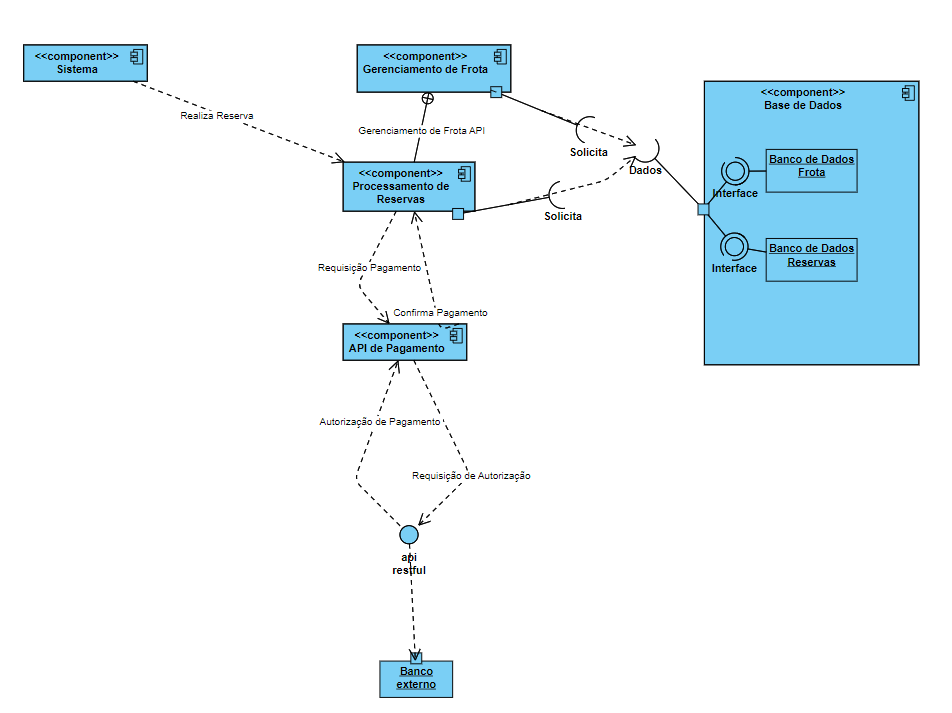 <<component>>
Sistema
<<component>>
Gerenciamento de Frota
<<component>>
Base de Dados
Realiza Reserva
Gerenciamento de Frota API
Solicita
Dados
Banco de Dados
Frota
Interface
<<component>>
Processamento de
Reservas
Solicita
Banco de Dados
Reservas
Interface
Requisição Pagamento
Confirma Pagamento
<<component>>
API de Pagamento
Autorização de Pagamento
Requisição de Autorização
api
restful
Banco
externo